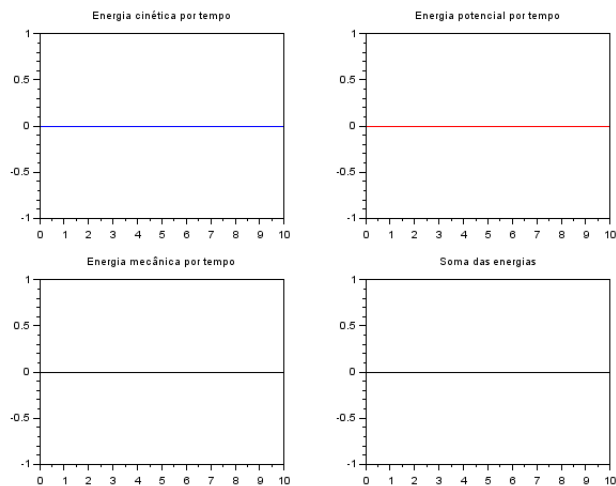 Energia cinética por tempo
1
0.5
0
-0.5
-1
0 1 2 3 4 5 6 7 8 9 10
Energia potencial por tempo
1
0.5
0
-0.5
-1
0 1 2 3 4 5 6 7 8 9 10
Energia mecânica por tempo
1
0.5
0
-0.5
-1
0 1 2 3 4 5 6 7 8 9 10
Soma das energias
1
0.5
0
-0.5
-1
0 1 2 3 4 5 6 7 8 9 10